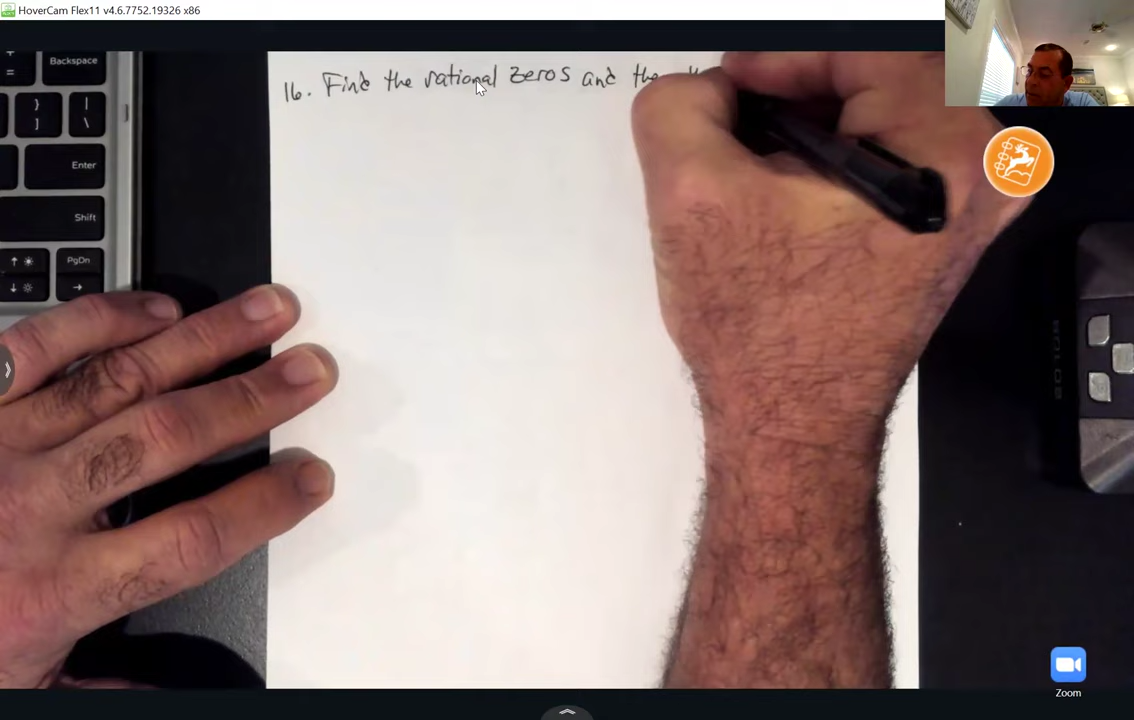 HoverCam Flex11 v4.6.7752.19326 x86
Backspace
+
=
}
]
|
\
Enter
Shift
PgDn
16. Find the rational zeros and the
Zoom